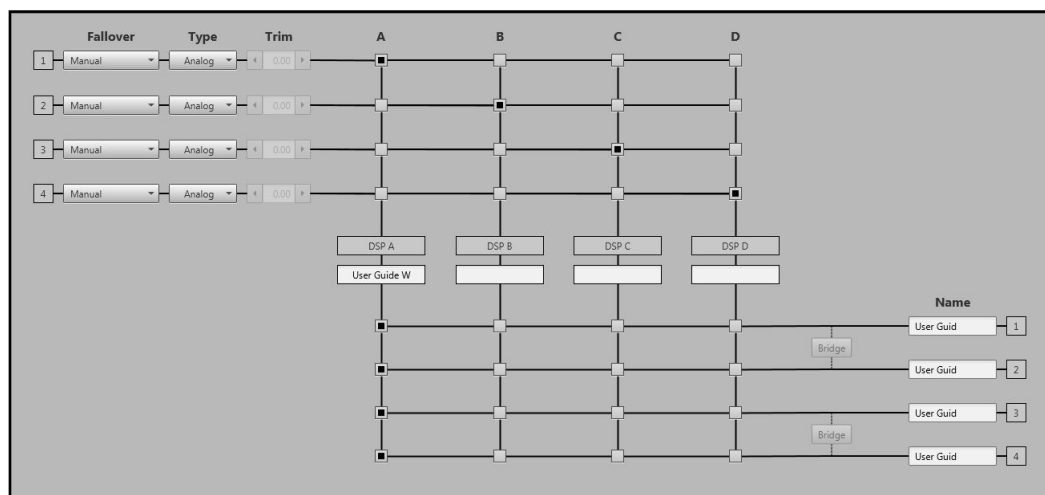 Fallover Type Trim A B C D
1 Manual Analog 0.00
2 Manual Analog 0.00
3 Manual Analog 0.00
4 Manual Analog 0.00
DSP A DSP B DSP C DSP D
User Guide W
Name
User Guid 1
Bridge
User Guid 2
User Guid 3
Bridge
User Guid 4